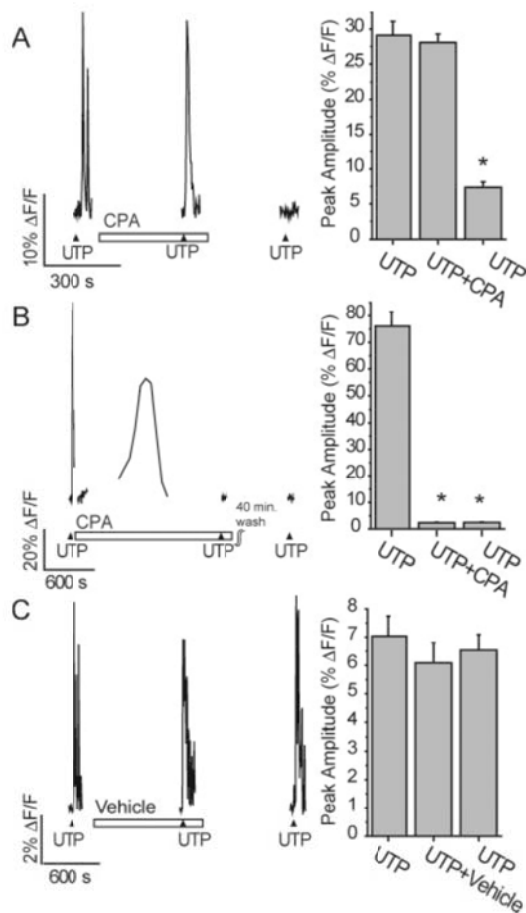 A
10% ΔF/F
CPA
UTP
UTP
UTP
300 s
Peak Amplitude (% ΔF/F)
30
25
20
15
10
5
0
*
UTP
UTP+CPA
UTP
B
20% ΔF/F
CPA
40 min.
wash
UTP
UTP
UTP
600 s
Peak Amplitude (% ΔF/F)
80
70
60
50
40
30
20
10
0
* *
UTP
UTP+CPA
UTP
C
2% ΔF/F
Vehicle
UTP
UTP
UTP
600 s
Peak Amplitude (% ΔF/F)
8
7
6
5
4
3
2
1
0
UTP
UTP+Vehicle
UTP